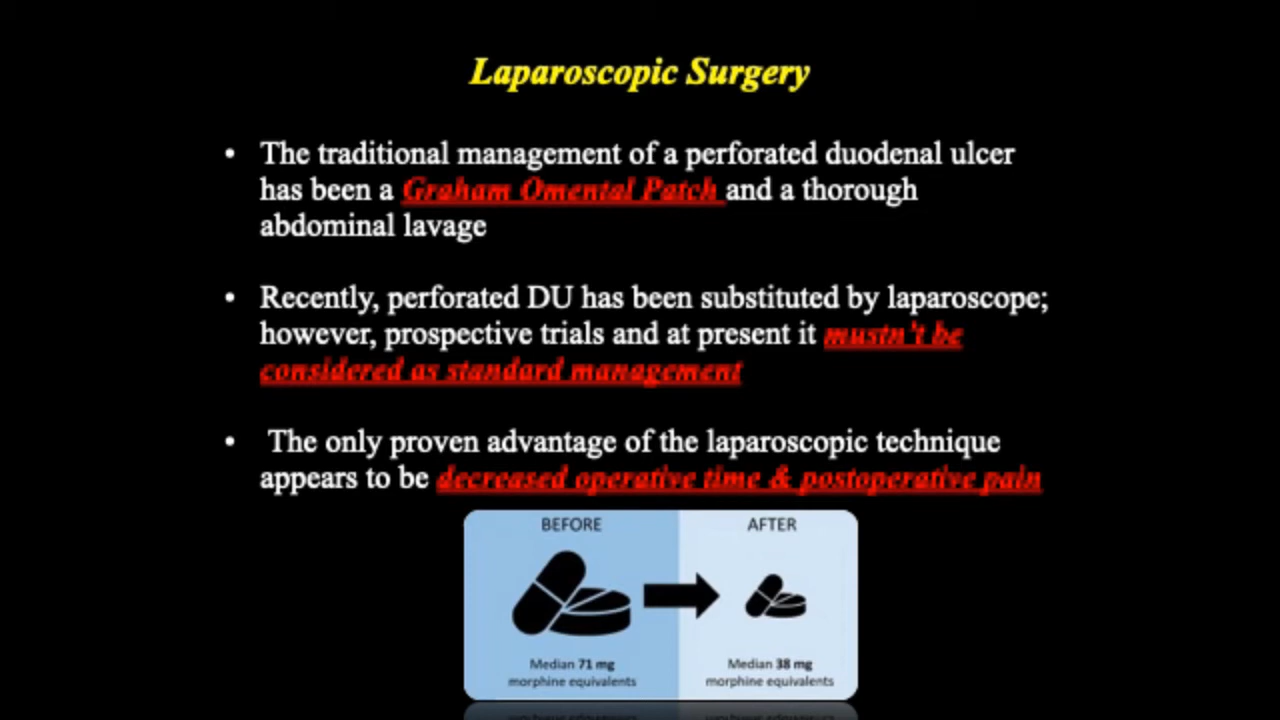 Laparoscopic Surgery
• The traditional management of a perforated duodenal ulcer
has been a Graham Omental Patch and a thorough
abdominal lavage
• Recently, perforated DU has been substituted by laparoscope;
however, prospective trials and at present it mustn't be
considered as standard management
• The only proven advantage of the laparoscopic technique
appears to be decreased operative time & postoperative pain
BEFORE AFTER
Median 71 mg Median 38 mg
morphine equivalents morphine equivalents